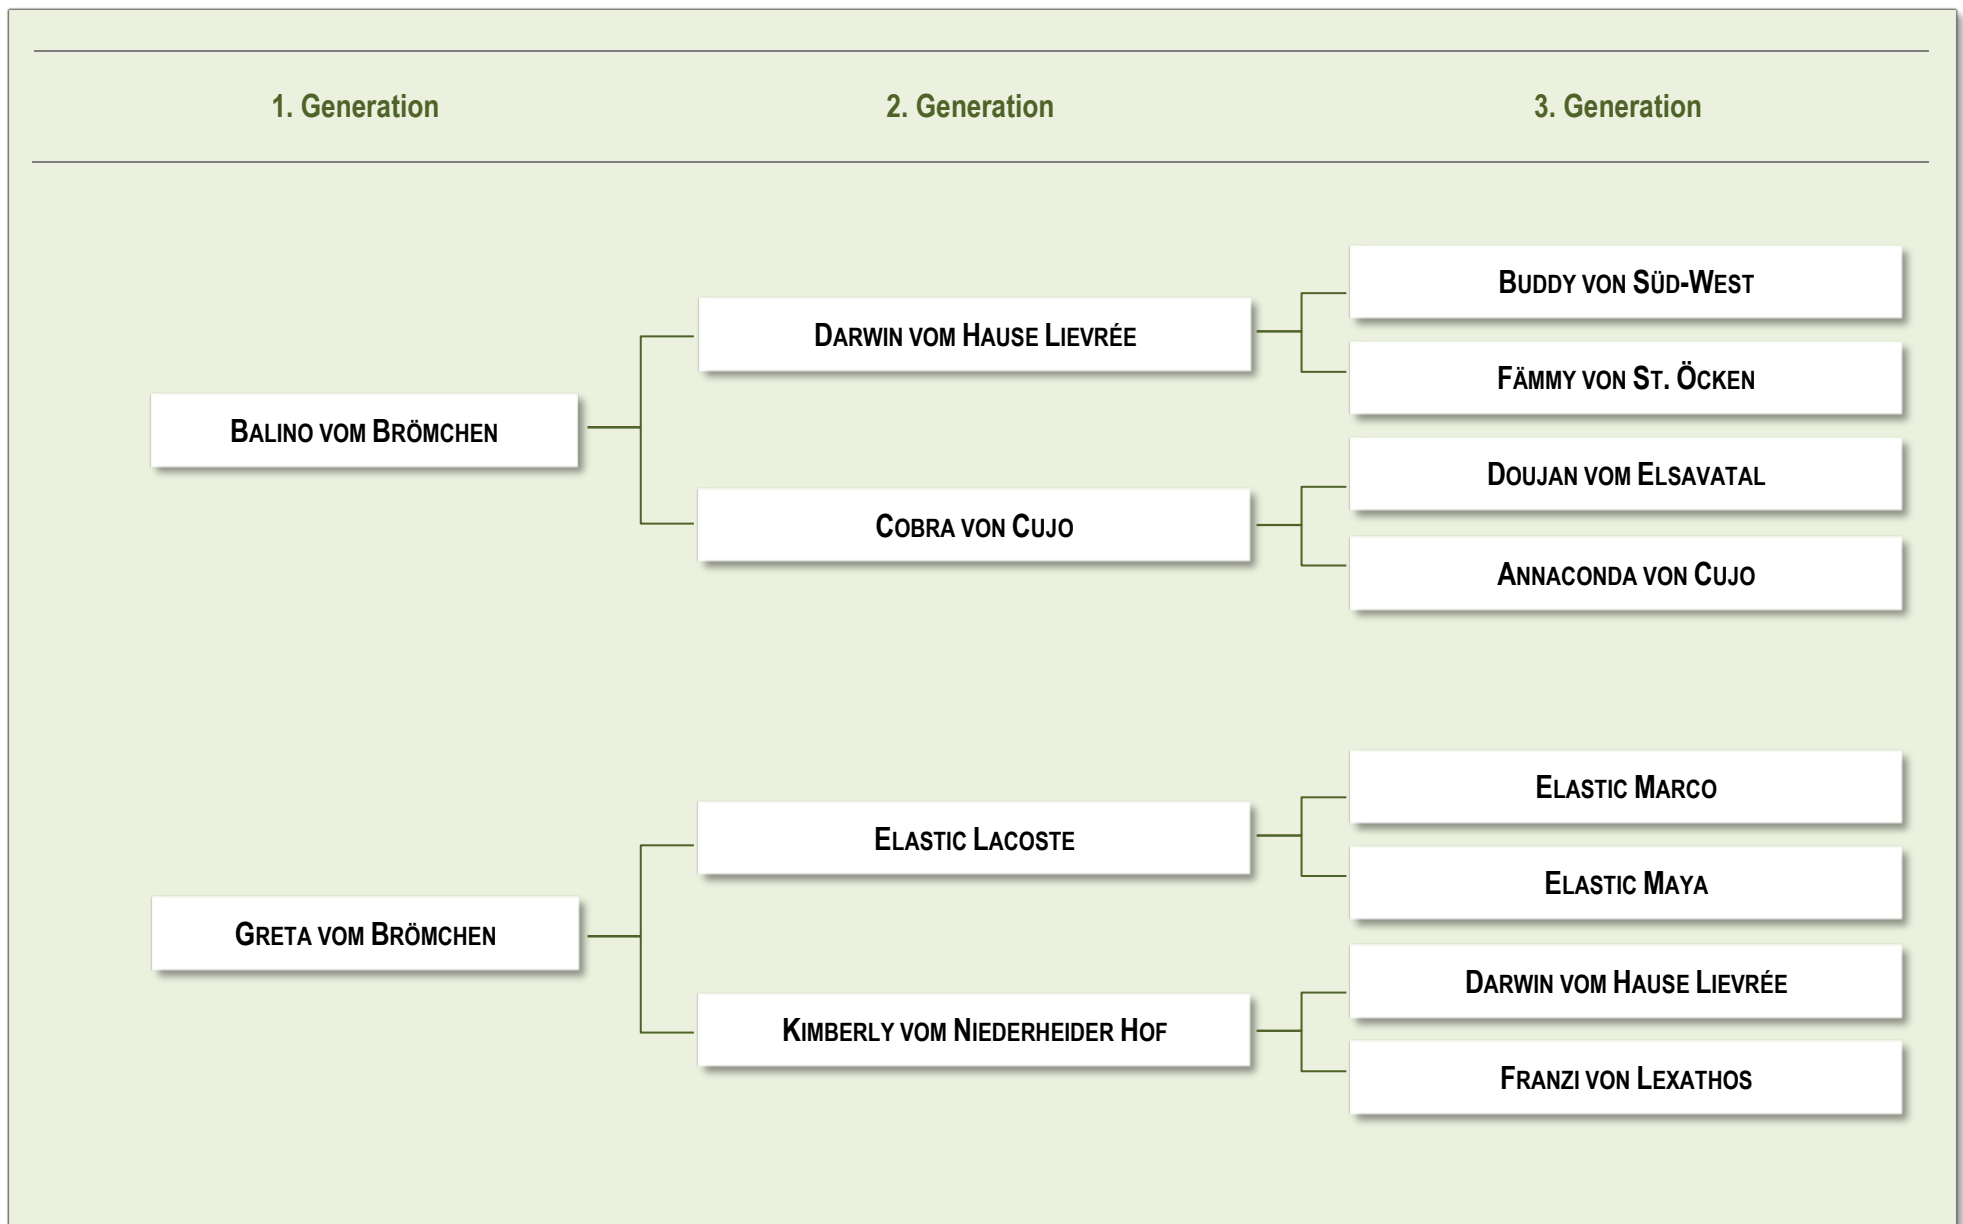 1. Generation
2. Generation
3. Generation
BUDDY VON SÜD-WEST
DARWIN VOM HAUSE LIEVRÉE
FÄMMY VON ST. ÖCKEN
BALINO VOM BRÖMCHEN
DOUJAN VOM ELSAVATAL
COBRA VON CUJO
ANNACONDA VON CUJO
ELASTIC MARCO
ELASTIC LACOSTE
ELASTIC MAYA
GRETA VOM BRÖMCHEN
DARWIN VOM HAUSE LIEVRÉE
KIMBERLY VOM NIEDERHEIDER HOF
FRANZI VON LEXATHOS